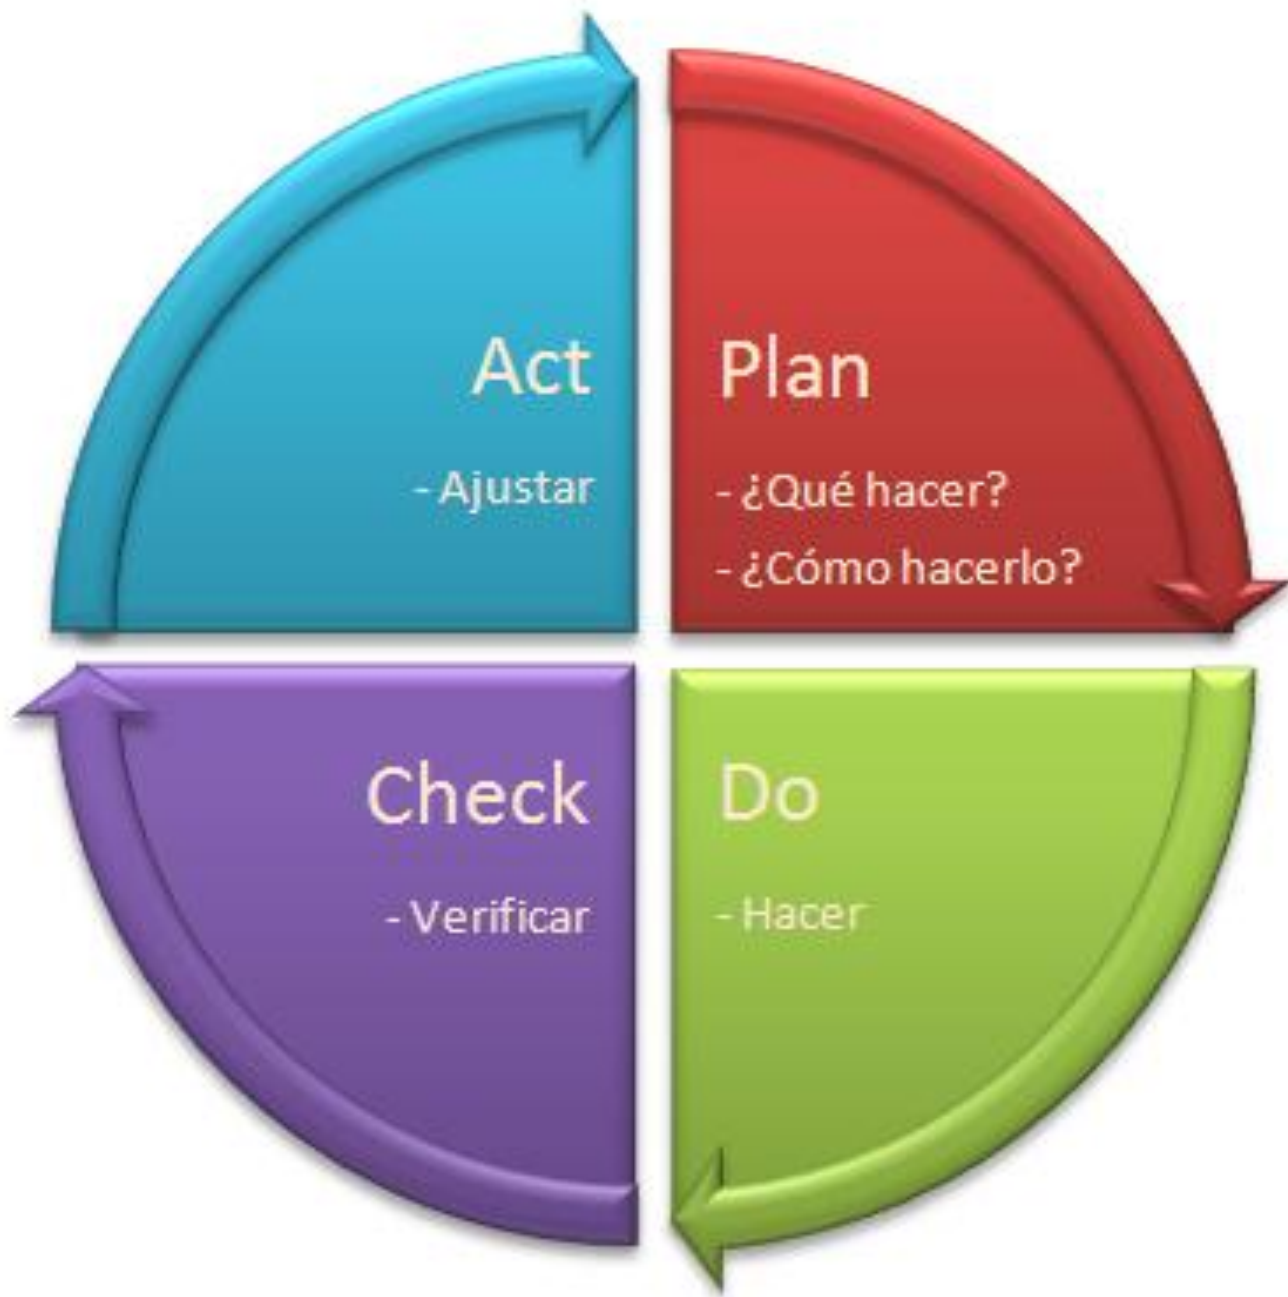 Act
- Ajustar
Plan
- ¿Qué hacer?
- ¿Cómo hacerlo?
Check
- Verificar
Do
- Hacer